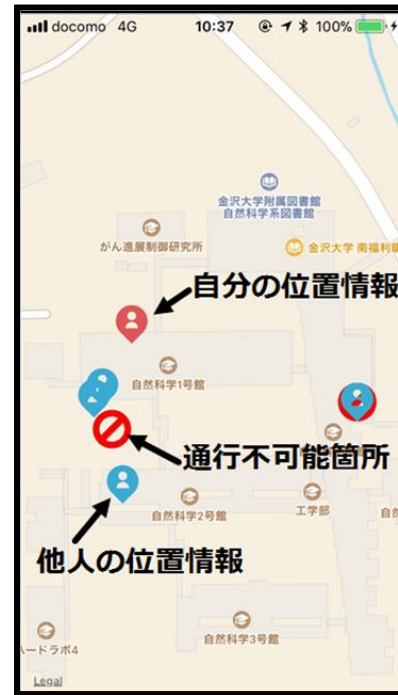 docomo 4G 10:37 100%
金沢大学附属図書館
自然科学系図書館
がん進展制御研究所
金沢大学 南福利
自分の位置情報
自然科学1号館
通行不可能箇所
工学部
自然科学2号館
自然
他人の位置情報
自然科学3号館
ードラボ4
Legal